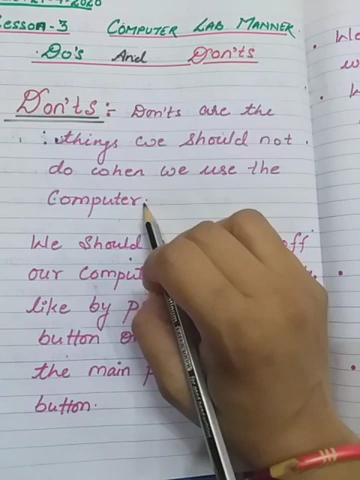 Lesson-3 COMPUTER LAB MANNER
Do's And Don'ts
Don'ts :- Don'ts are the
things we should not
do when we use the
Computer.
We should off
our Comput
like by P
button o
the main p
button.